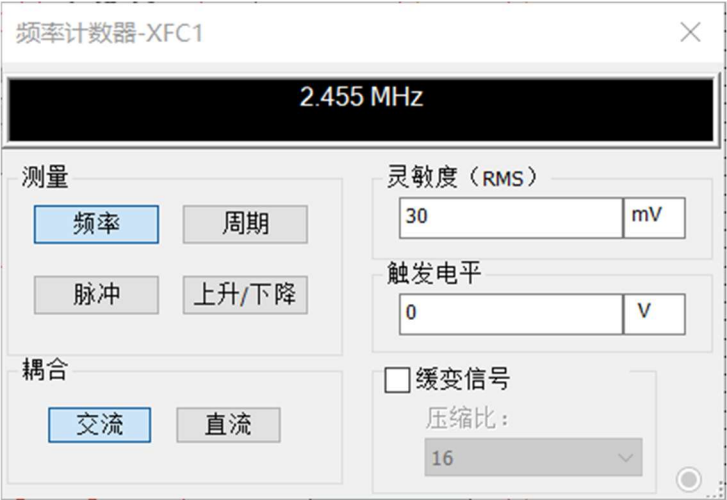 频率计数器-XFC1
2.455 MHz
测量
频率 周期
脉冲 上升/下降
耦合
交流 直流
灵敏度（RMS）
30 mV
触发电平
0 V
缓变信号
压缩比：
16